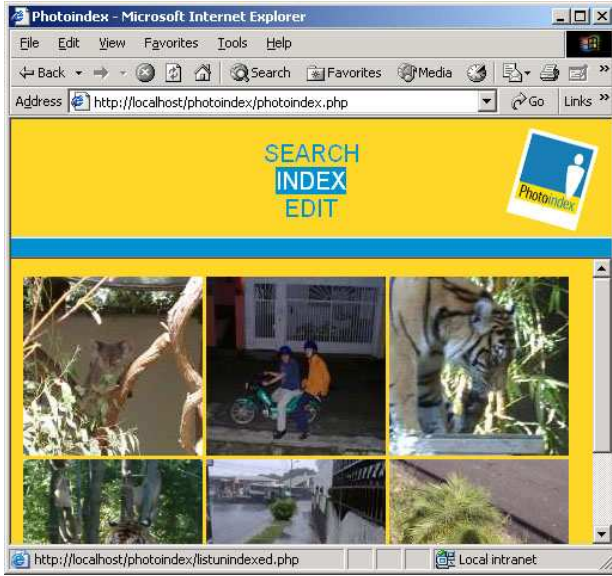 Photoindex - Microsoft Internet Explorer
File Edit View Favorites Tools Help
Back Search Favorites Media »
Address http://localhost/photoindex/photoindex.php Go Links »
SEARCH
INDEX
EDIT
Photoindex
http://localhost/photoindex/listunindexed.php Local intranet